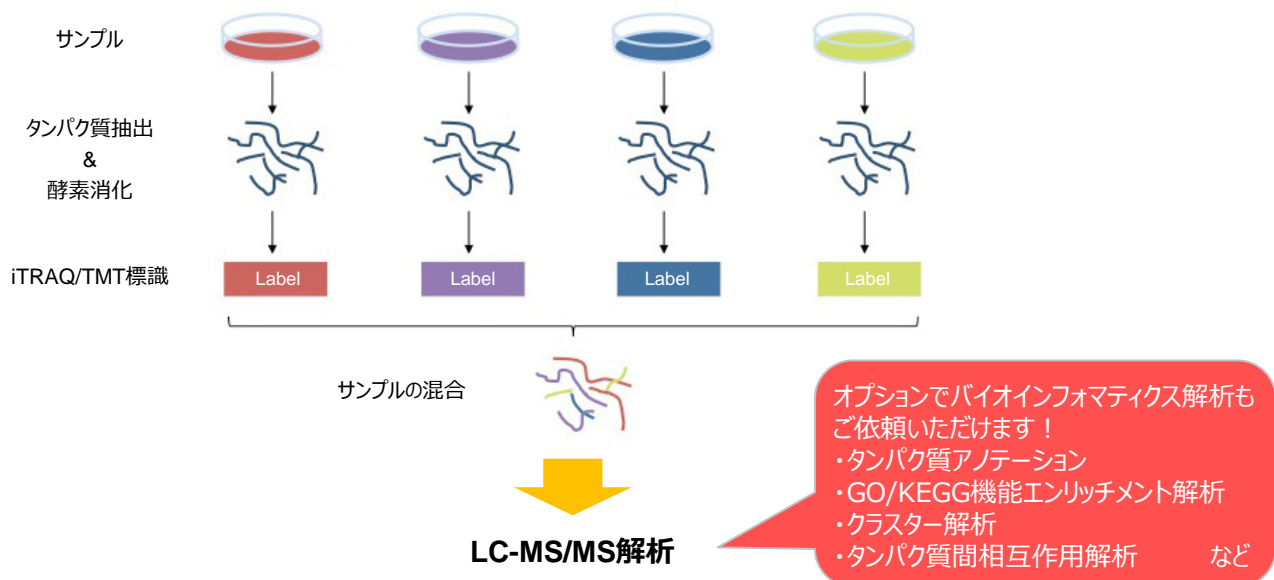 サンプル
タンパク質抽出
&
酵素消化
iTRAQ/TMT標識
Label
Label
Label
Label
サンプルの混合
オプションでバイオインフォマティクス解析も
ご依頼いただけます！
・タンパク質アノテーション
・GO/KEGG機能エンリッチメント解析
・クラスター解析
・タンパク質間相互作用解析 など
LC-MS/MS解析